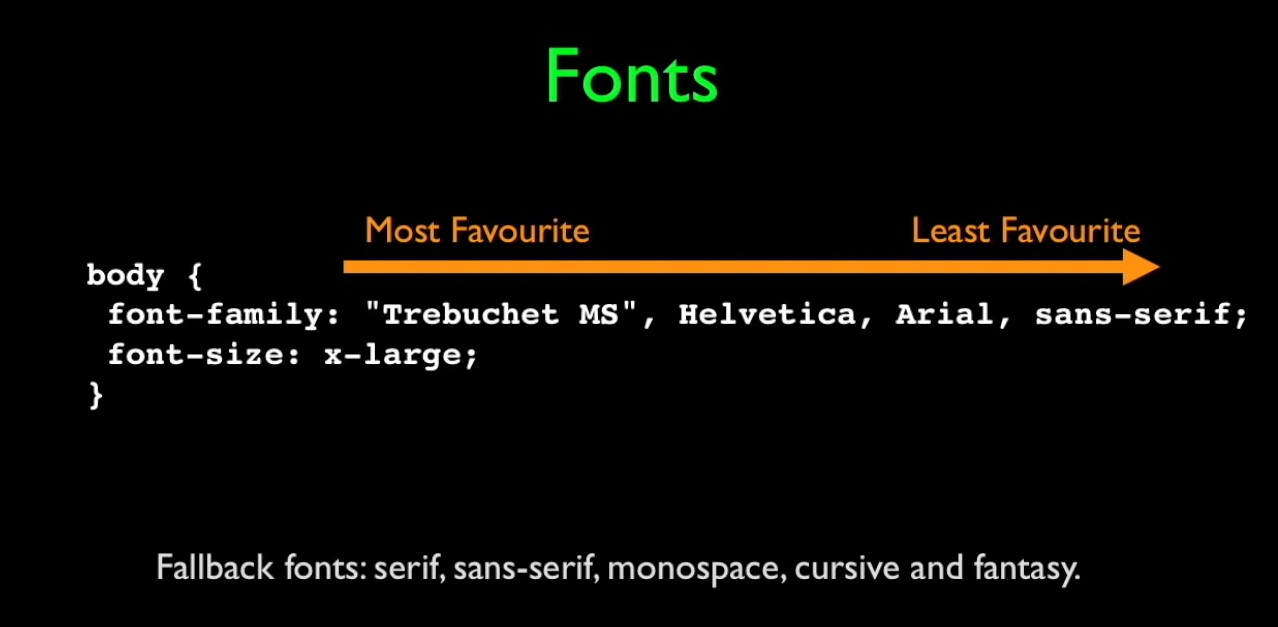 Fonts
Most Favourite Least Favourite
body {
font-family: "Trebuchet MS", Helvetica, Arial, sans-serif;
font-size: x-large;
}
Fallback fonts: serif, sans-serif, monospace, cursive and fantasy.